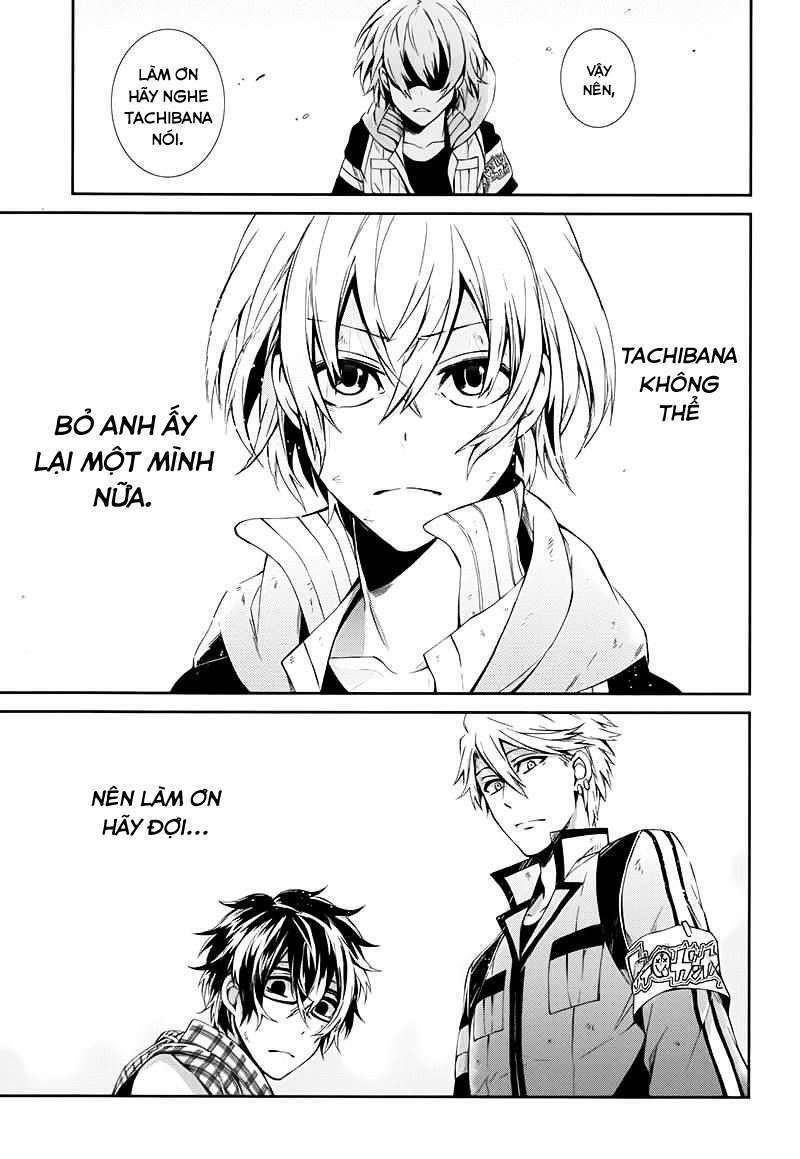 VẬY
NÊN,
LÀM ƠN
HÃY NGHE
TACHIBANA
NÓI.
TACHIBANA
KHÔNG
THỂ
BỎ ANH ẤY
LẠI MỘT MÌNH
NỮA.
NÊN LÀM ƠN
HÃY ĐỢI...